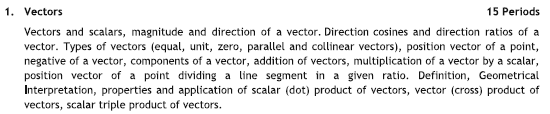 1. Vectors 15 Periods
Vectors and scalars, magnitude and direction of a vector. Direction cosines and direction ratios of a
vector. Types of vectors (equal, unit, zero, parallel and collinear vectors), position vector of a point,
negative of a vector, components of a vector, addition of vectors, multiplication of a vector by a scalar,
position vector of a point dividing a line segment in a given ratio. Definition, Geometrical
Interpretation, properties and application of scalar (dot) product of vectors, vector (cross) product of
vectors, scalar triple product of vectors.